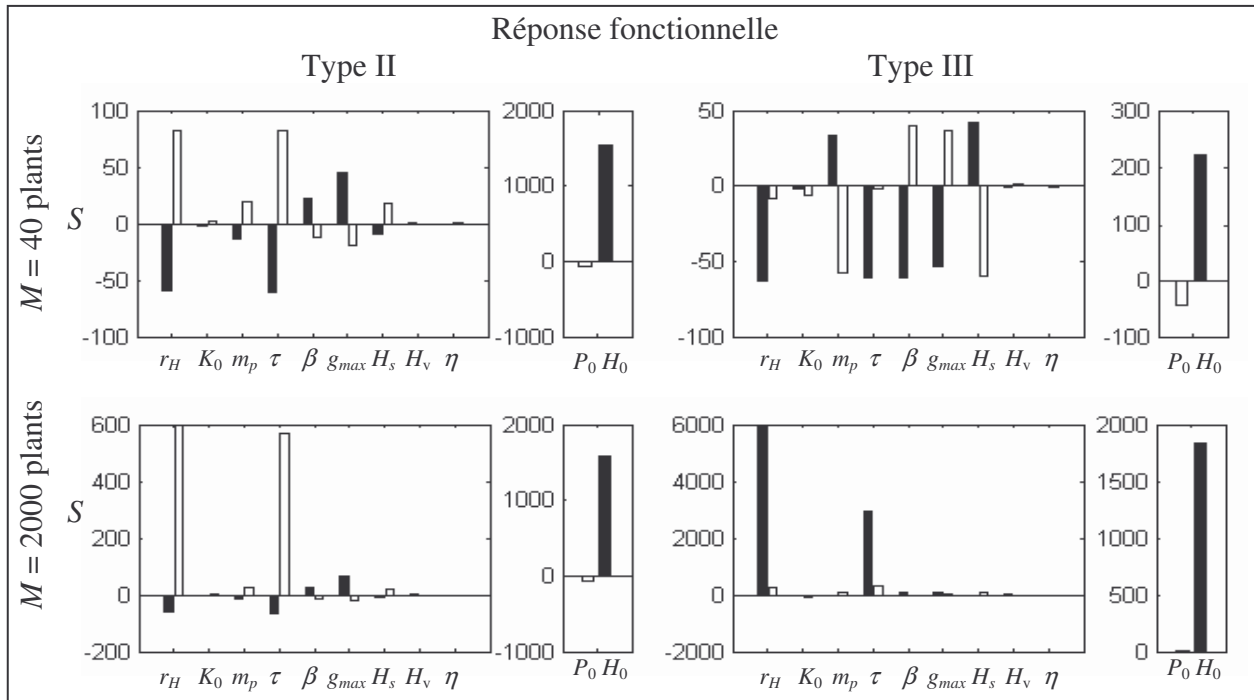 Réponse fonctionnelle
Type II
Type III
M = 40 plants
S
100
50
0
-50
-100
r_H K_0 m_p τ β g_max H_s H_v η
2000
1000
0
-1000
P_0 H_0
50
0
-50
-100
r_H K_0 m_p τ β g_max H_s H_v η
300
200
100
0
-100
P_0 H_0
M = 2000 plants
S
600
400
200
0
-200
r_H K_0 m_p τ β g_max H_s H_v η
2000
1000
0
-1000
P_0 H_0
6000
4000
2000
0
-2000
r_H K_0 m_p τ β g_max H_s H_v η
2000
1500
1000
500
0
P_0 H_0